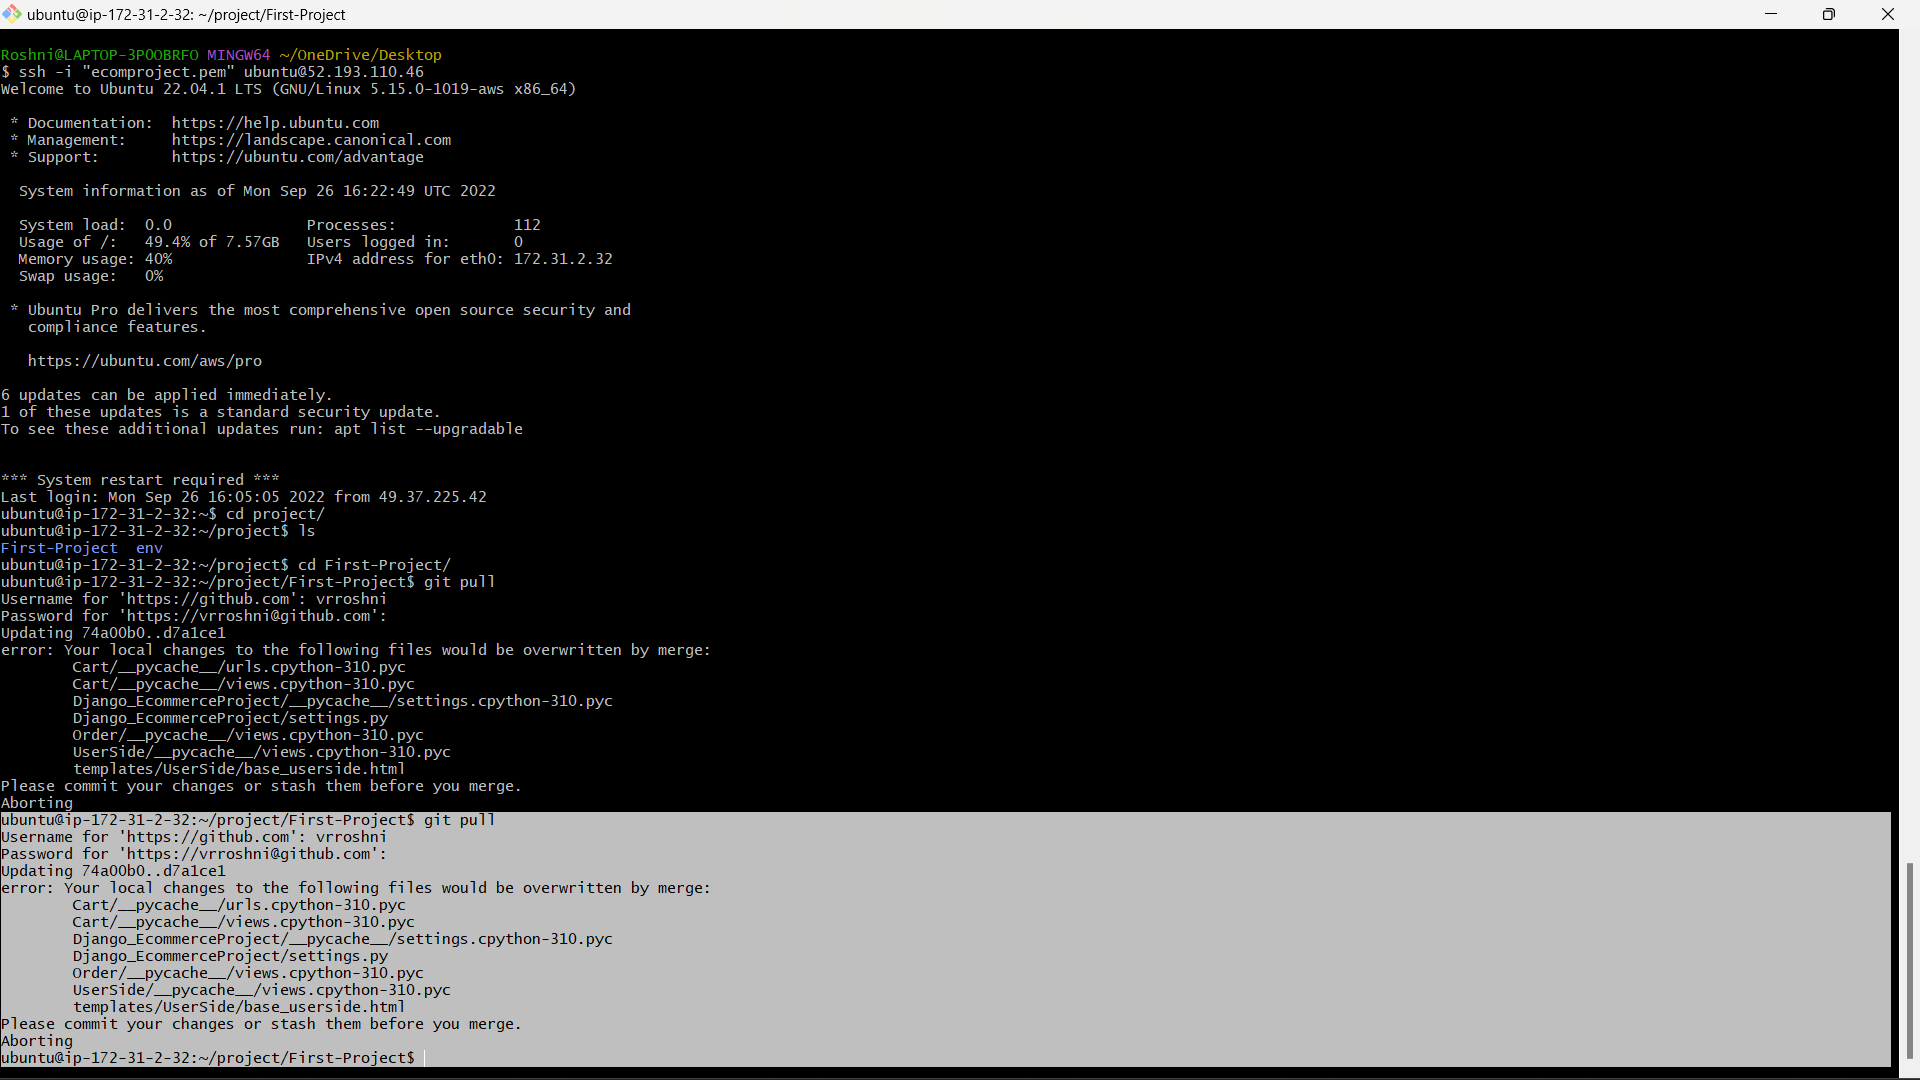 ubuntu@ip-172-31-2-32: ~/project/First-Project
Roshni@LAPTOP-3POOBRFO MINGW64 ~/OneDrive/Desktop
$ ssh -i "ecomproject.pem" ubuntu@52.193.110.46
Welcome to Ubuntu 22.04.1 LTS (GNU/Linux 5.15.0-1019-aws x86_64)
* Documentation:  https://help.ubuntu.com
* Management:     https://landscape.canonical.com
* Support:        https://ubuntu.com/advantage
System information as of Mon Sep 26 16:22:49 UTC 2022
System load:  0.0               Processes:             112
Usage of /:   49.4% of 7.57GB   Users logged in:       0
Memory usage: 40%               IPv4 address for eth0: 172.31.2.32
Swap usage:   0%
* Ubuntu Pro delivers the most comprehensive open source security and
compliance features.
https://ubuntu.com/aws/pro
6 updates can be applied immediately.
1 of these updates is a standard security update.
To see these additional updates run: apt list --upgradable
*** System restart required ***
Last login: Mon Sep 26 16:05:05 2022 from 49.37.225.42
ubuntu@ip-172-31-2-32:~$ cd project/
ubuntu@ip-172-31-2-32:~/project$ ls
First-Project  env
ubuntu@ip-172-31-2-32:~/project$ cd First-Project/
ubuntu@ip-172-31-2-32:~/project/First-Project$ git pull
Username for 'https://github.com': vrroshni
Password for 'https://vrroshni@github.com':
Updating 74a00b0..d7a1ce1
error: Your local changes to the following files would be overwritten by merge:
Cart/__pycache__/urls.cpython-310.pyc
Cart/__pycache__/views.cpython-310.pyc
Django_EcommerceProject/__pycache__/settings.cpython-310.pyc
Django_EcommerceProject/settings.py
Order/__pycache__/views.cpython-310.pyc
UserSide/__pycache__/views.cpython-310.pyc
templates/UserSide/base_userside.html
Please commit your changes or stash them before you merge.
Aborting
ubuntu@ip-172-31-2-32:~/project/First-Project$ git pull
Username for 'https://github.com': vrroshni
Password for 'https://vrroshni@github.com':
Updating 74a00b0..d7a1ce1
error: Your local changes to the following files would be overwritten by merge:
Cart/__pycache__/urls.cpython-310.pyc
Cart/__pycache__/views.cpython-310.pyc
Django_EcommerceProject/__pycache__/settings.cpython-310.pyc
Django_EcommerceProject/settings.py
Order/__pycache__/views.cpython-310.pyc
UserSide/__pycache__/views.cpython-310.pyc
templates/UserSide/base_userside.html
Please commit your changes or stash them before you merge.
Aborting
ubuntu@ip-172-31-2-32:~/project/First-Project$